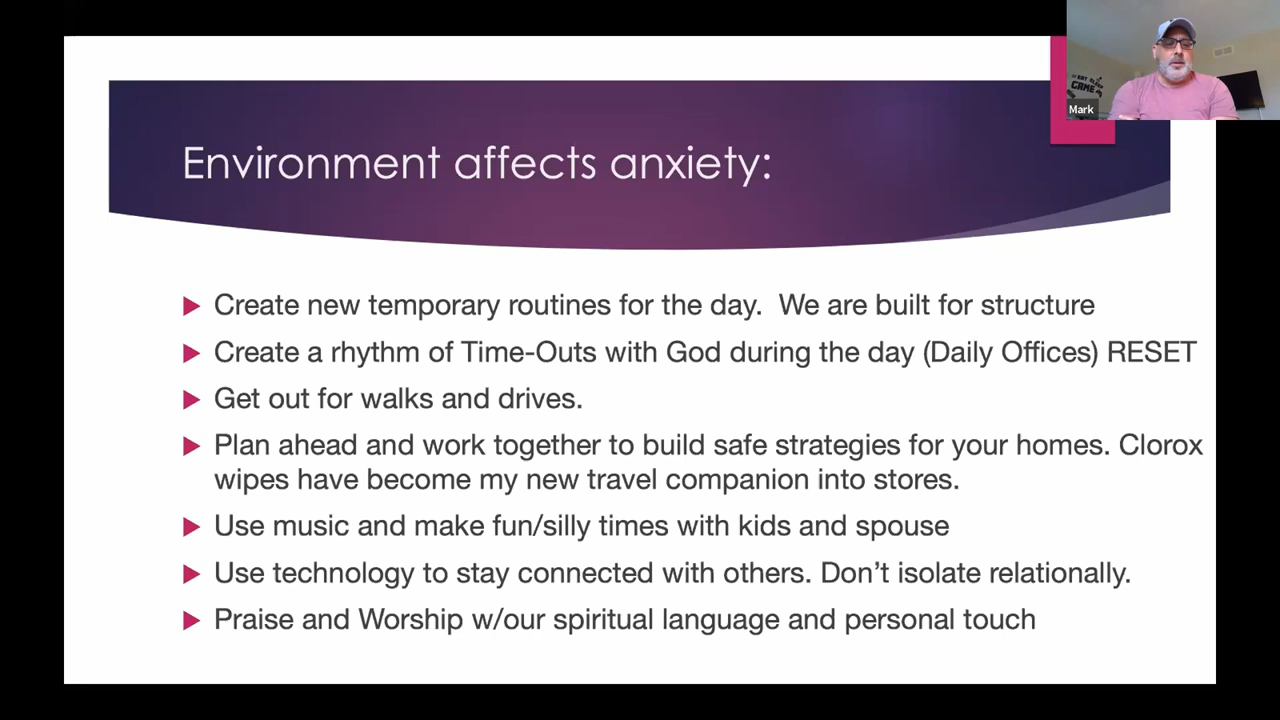 Environment affects anxiety:
Create new temporary routines for the day.  We are built for structure
Create a rhythm of Time-Outs with God during the day (Daily Offices) RESET
Get out for walks and drives.
Plan ahead and work together to build safe strategies for your homes. Clorox
wipes have become my new travel companion into stores.
Use music and make fun/silly times with kids and spouse
Use technology to stay connected with others. Don’t isolate relationally.
Praise and Worship w/our spiritual language and personal touch
EAT SLEEP
GAME
Mark